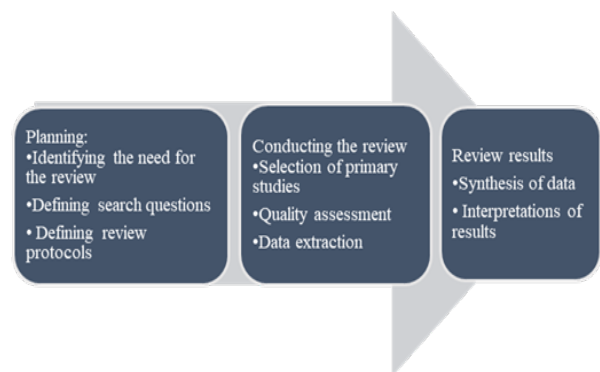 Planning:
•Identifying the need for
the review
•Defining search questions
• Defining review
protocols
Conducting the review
•Selection of primary
studies
•Quality assessment
•Data extraction
Review results
•Synthesis of data
• Interpretations of
results